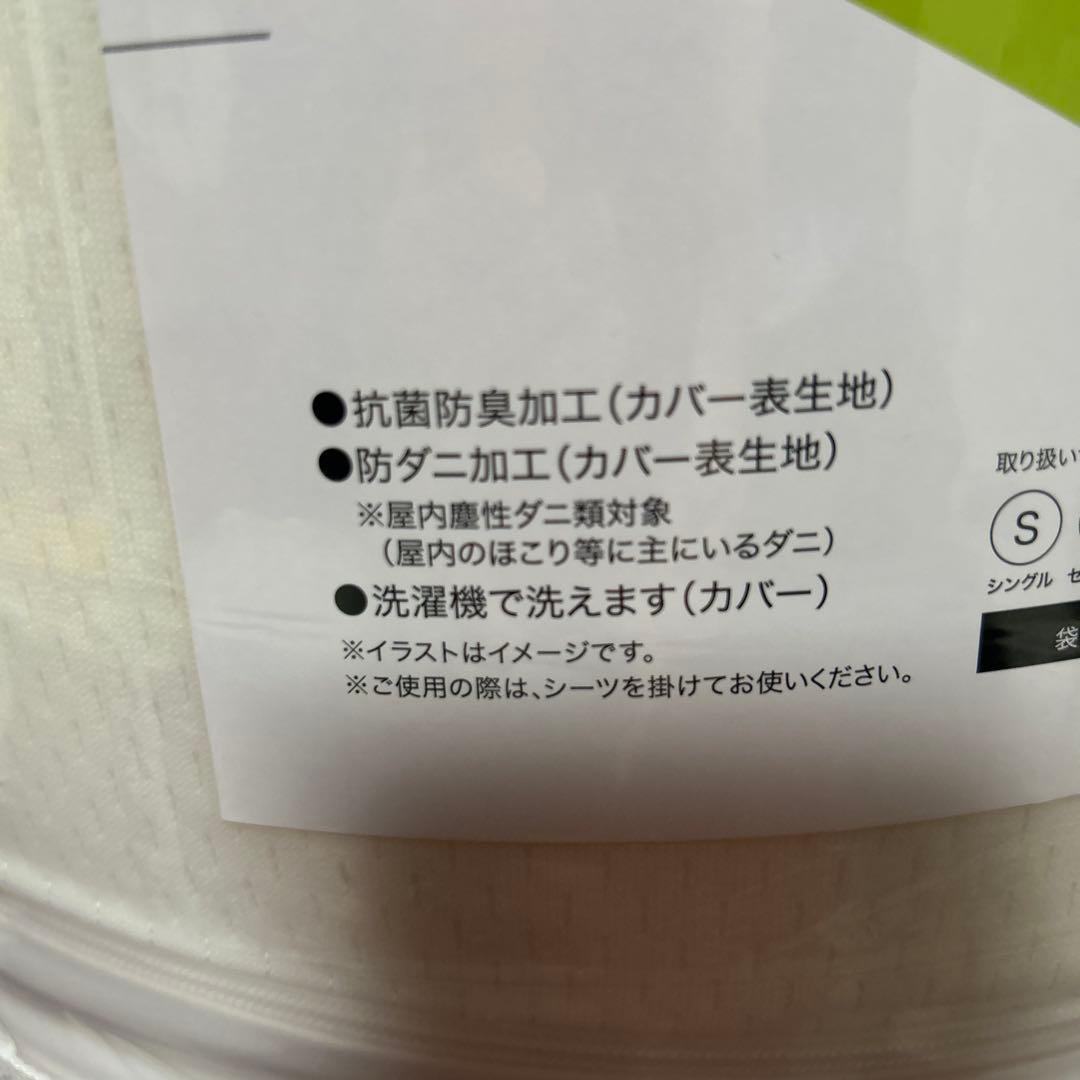 ●抗菌防臭加工(カバー表生地)
●防ダニ加工(カバー表生地)
※屋内塵性ダニ類対象
(屋内のほこり等に主にいるダニ)
●洗濯機で洗えます(カバー)
※イラストはイメージです。
※ご使用の際は、シーツを掛けてお使いください。
取り扱い
S
シングル セ
袋